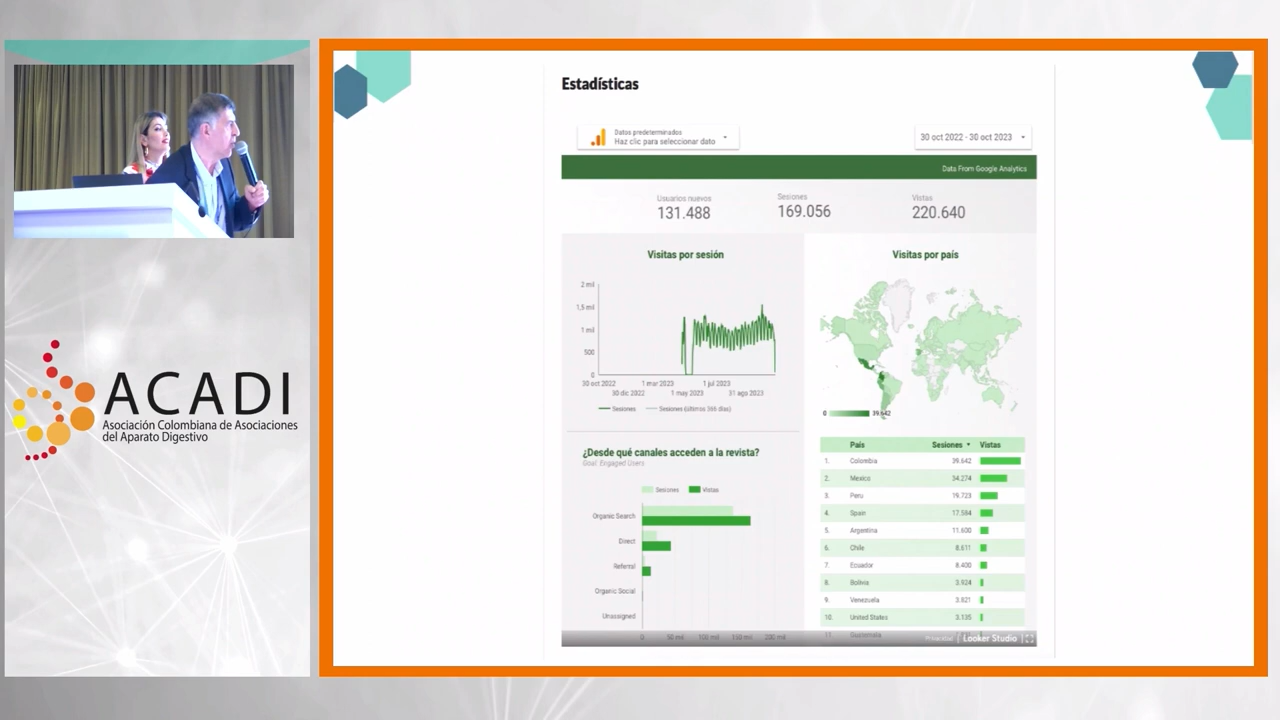 ACADI
Asociación Colombiana de Asociaciones
del Aparato Digestivo
Estadísticas
Datos predeterminados
Haz clic para seleccionar dato
30 oct 2022 - 30 oct 2023
Data From Google Analytics
Usuarios nuevos
131.488
Sesiones
169.056
Vistas
220.640
Visitas por sesión
2 mil
1,5 mil
1 mil
500
0
30 oct 2022
1 mar 2023
1 jul 2023
30 dic 2022
1 may 2023
31 ago 2023
Sesiones
Sesiones (últimos 366 días)
Visitas por país
0
39.642
País Sesiones Vistas
1. Colombia 39.642
2. Mexico 34.274
3. Peru 19.723
4. Spain 17.584
5. Argentina 11.600
6. Chile 8.611
7. Ecuador 8.400
8. Bolivia 3.924
9. Venezuela 3.821
10. United States 3.135
11. Guatemala
¿Desde qué canales acceden a la revista?
Goal: Engaged Users
Sesiones Vistas
Organic Search
Direct
Referral
Organic Social
Unassigned
0 50 mil 100 mil 150 mil 200 mil
Privacidad
Looker Studio